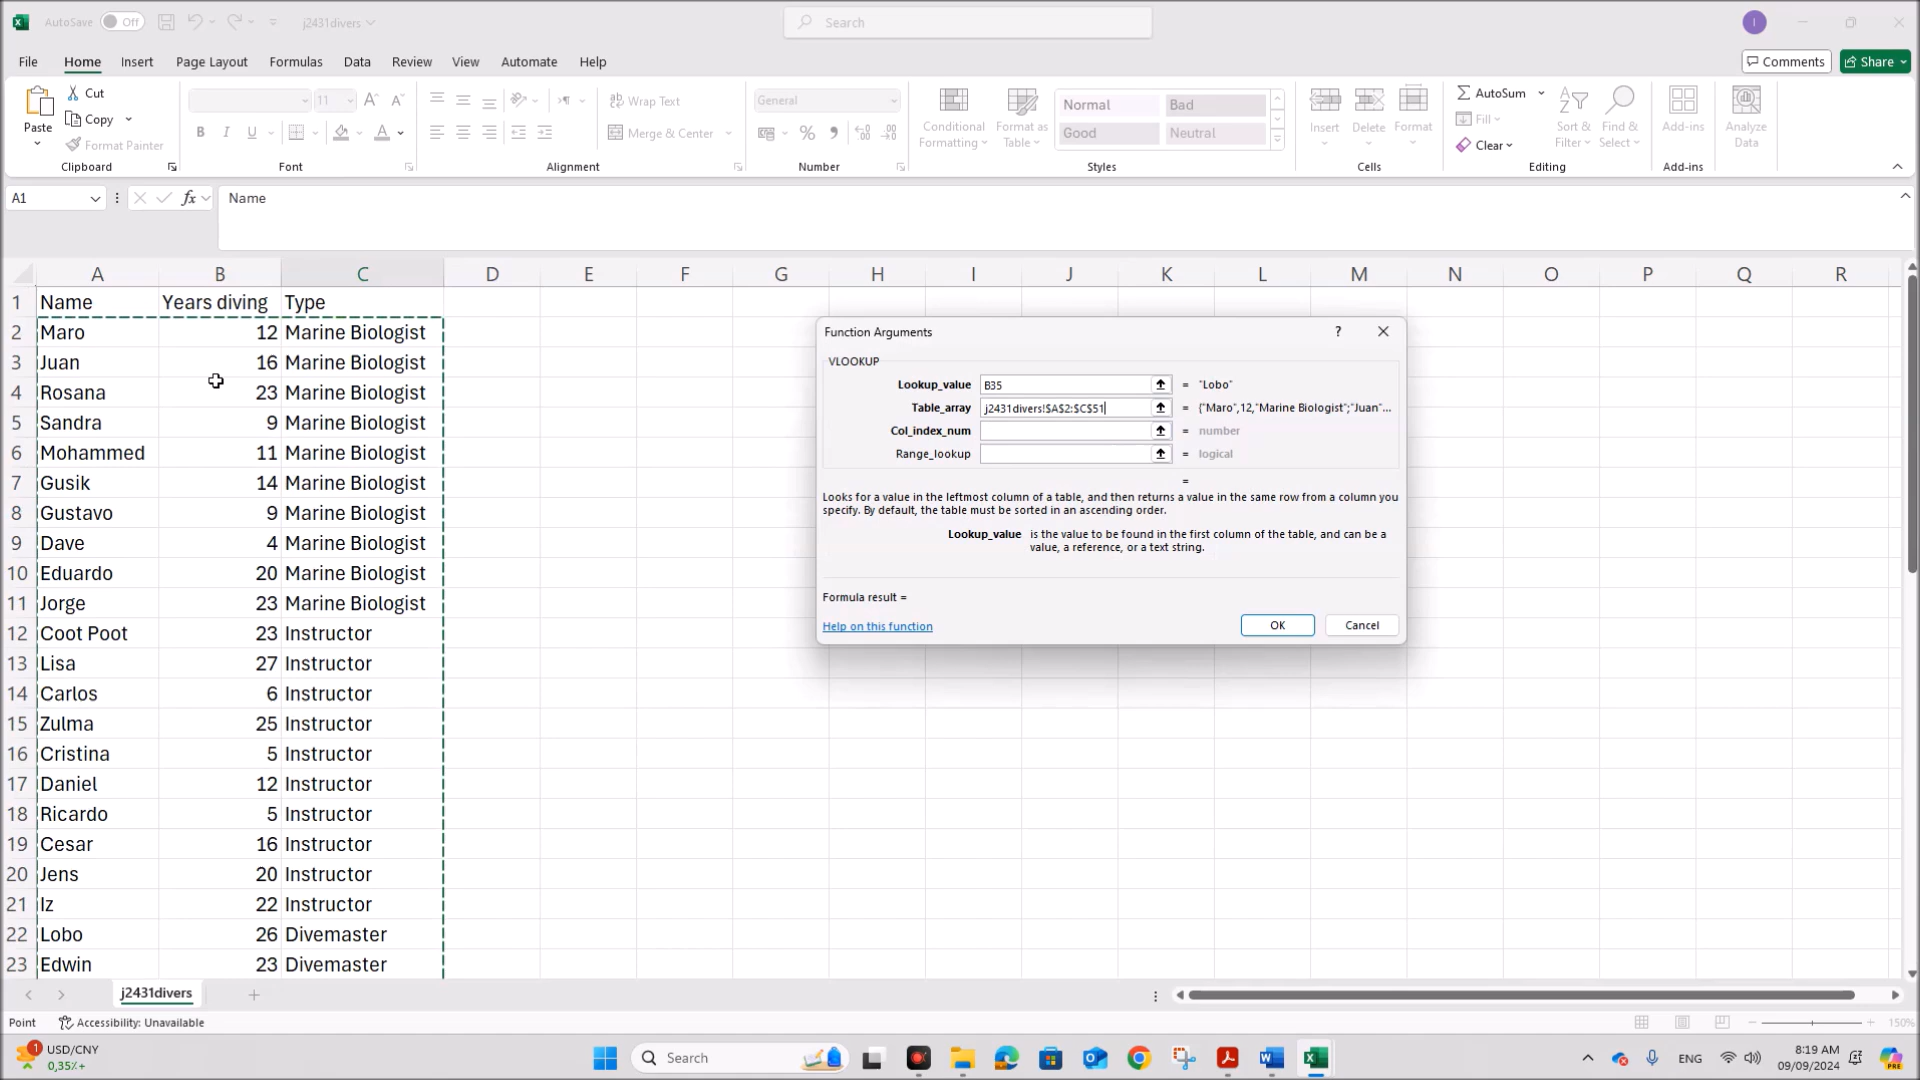 AutoSave Off j2431divers Search I
File Home Insert Page Layout Formulas Data Review View Automate Help Comments Share
Paste Cut Copy Format Painter Clipboard
11 B I U Font
Wrap Text Merge & Center Alignment
General Number
Conditional Formatting Format as Table Normal Bad Good Neutral Styles
Insert Delete Format Cells
AutoSum Fill Clear Sort & Filter Find & Select Editing
Add-ins Add-ins
Analyze Data
A1 fx Name
A B C D E F G H I J K L M N O P Q R
1 Name Years diving Type
2 Maro 12 Marine Biologist
3 Juan 16 Marine Biologist
4 Rosana 23 Marine Biologist
5 Sandra 9 Marine Biologist
6 Mohammed 11 Marine Biologist
7 Gusik 14 Marine Biologist
8 Gustavo 9 Marine Biologist
9 Dave 4 Marine Biologist
10 Eduardo 20 Marine Biologist
11 Jorge 23 Marine Biologist
12 Coot Poot 23 Instructor
13 Lisa 27 Instructor
14 Carlos 6 Instructor
15 Zulma 25 Instructor
16 Cristina 5 Instructor
17 Daniel 12 Instructor
18 Ricardo 5 Instructor
19 Cesar 16 Instructor
20 Jens 20 Instructor
21 Iz 22 Instructor
22 Lobo 26 Divemaster
23 Edwin 23 Divemaster
Function Arguments ?
VLOOKUP
Lookup_value B35 = "Lobo"
Table_array j2431divers!$A$2:$C$51 = {"Maro",12,"Marine Biologist";"Juan"...
Col_index_num = number
Range_lookup = logical
=
Looks for a value in the leftmost column of a table, and then returns a value in the same row from a column you
specify. By default, the table must be sorted in an ascending order.
Lookup_value is the value to be found in the first column of the table, and can be a
value, a reference, or a text string.
Formula result =
Help on this function OK Cancel
j2431divers
Point Accessibility: Unavailable 150%
1 USD/CNY
0,35%+
Search
ENG 8:19 AM
09/09/2024
PRE